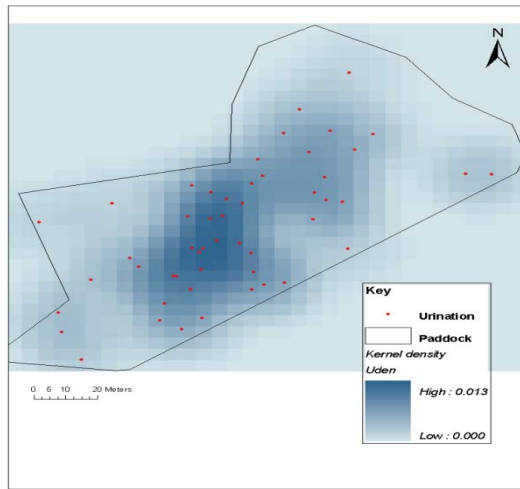 N
Key
Urination
Paddock
Kernel density
Uden
High : 0.013
Low : 0.000
0 5 10 20 Meters